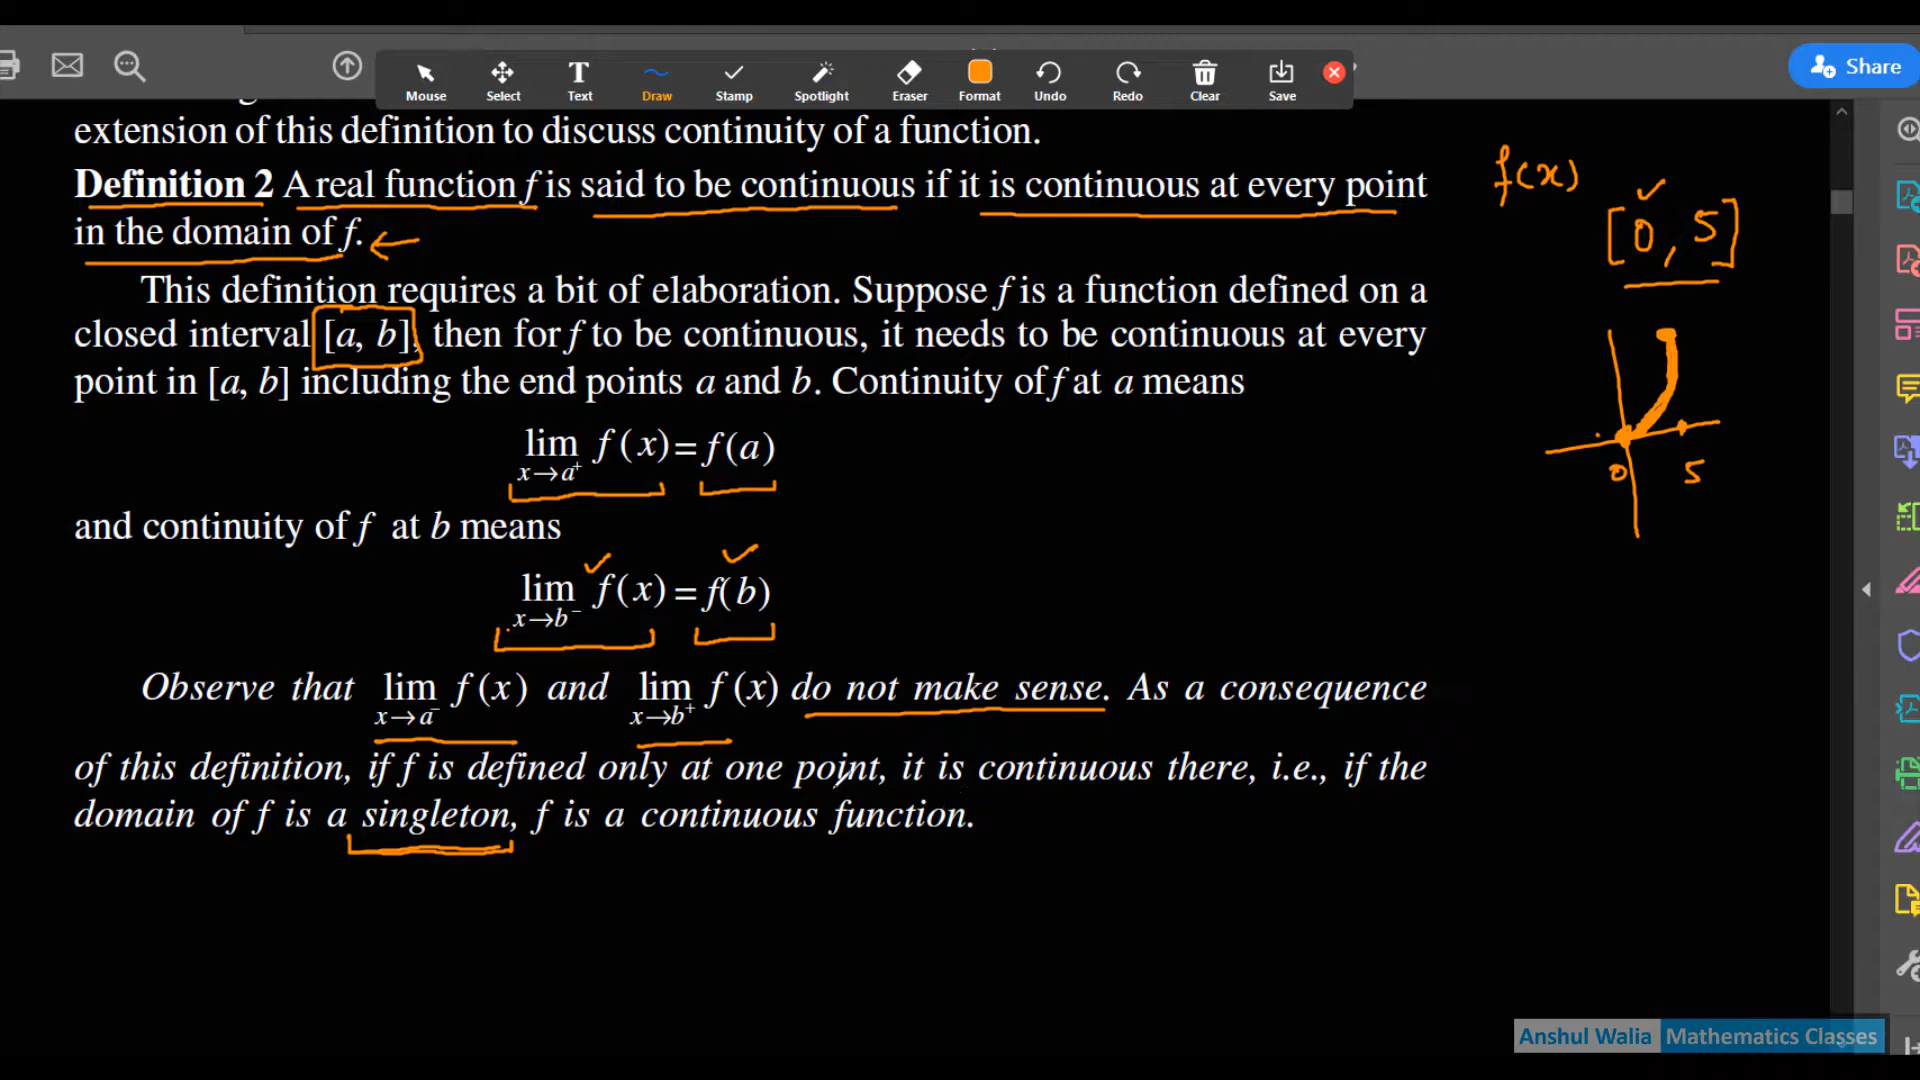 Share
Mouse Select Text Draw Stamp Spotlight Eraser Format Undo Redo Clear Save
extension of this definition to discuss continuity of a function.
Definition 2 A real function f is said to be continuous if it is continuous at every point
in the domain of f.
This definition requires a bit of elaboration. Suppose f is a function defined on a
closed interval [a, b], then for f to be continuous, it needs to be continuous at every
point in [a, b] including the end points a and b. Continuity of f at a means
lim f(x) = f(a)
x→a⁺
and continuity of f at b means
lim f(x) = f(b)
x→b⁻
Observe that lim f(x) and lim f(x) do not make sense. As a consequence
x→a⁻ x→b⁺
of this definition, if f is defined only at one point, it is continuous there, i.e., if the
domain of f is a singleton, f is a continuous function.
f(x)
[0, 5]
0 5
Anshul Walia Mathematics Classes